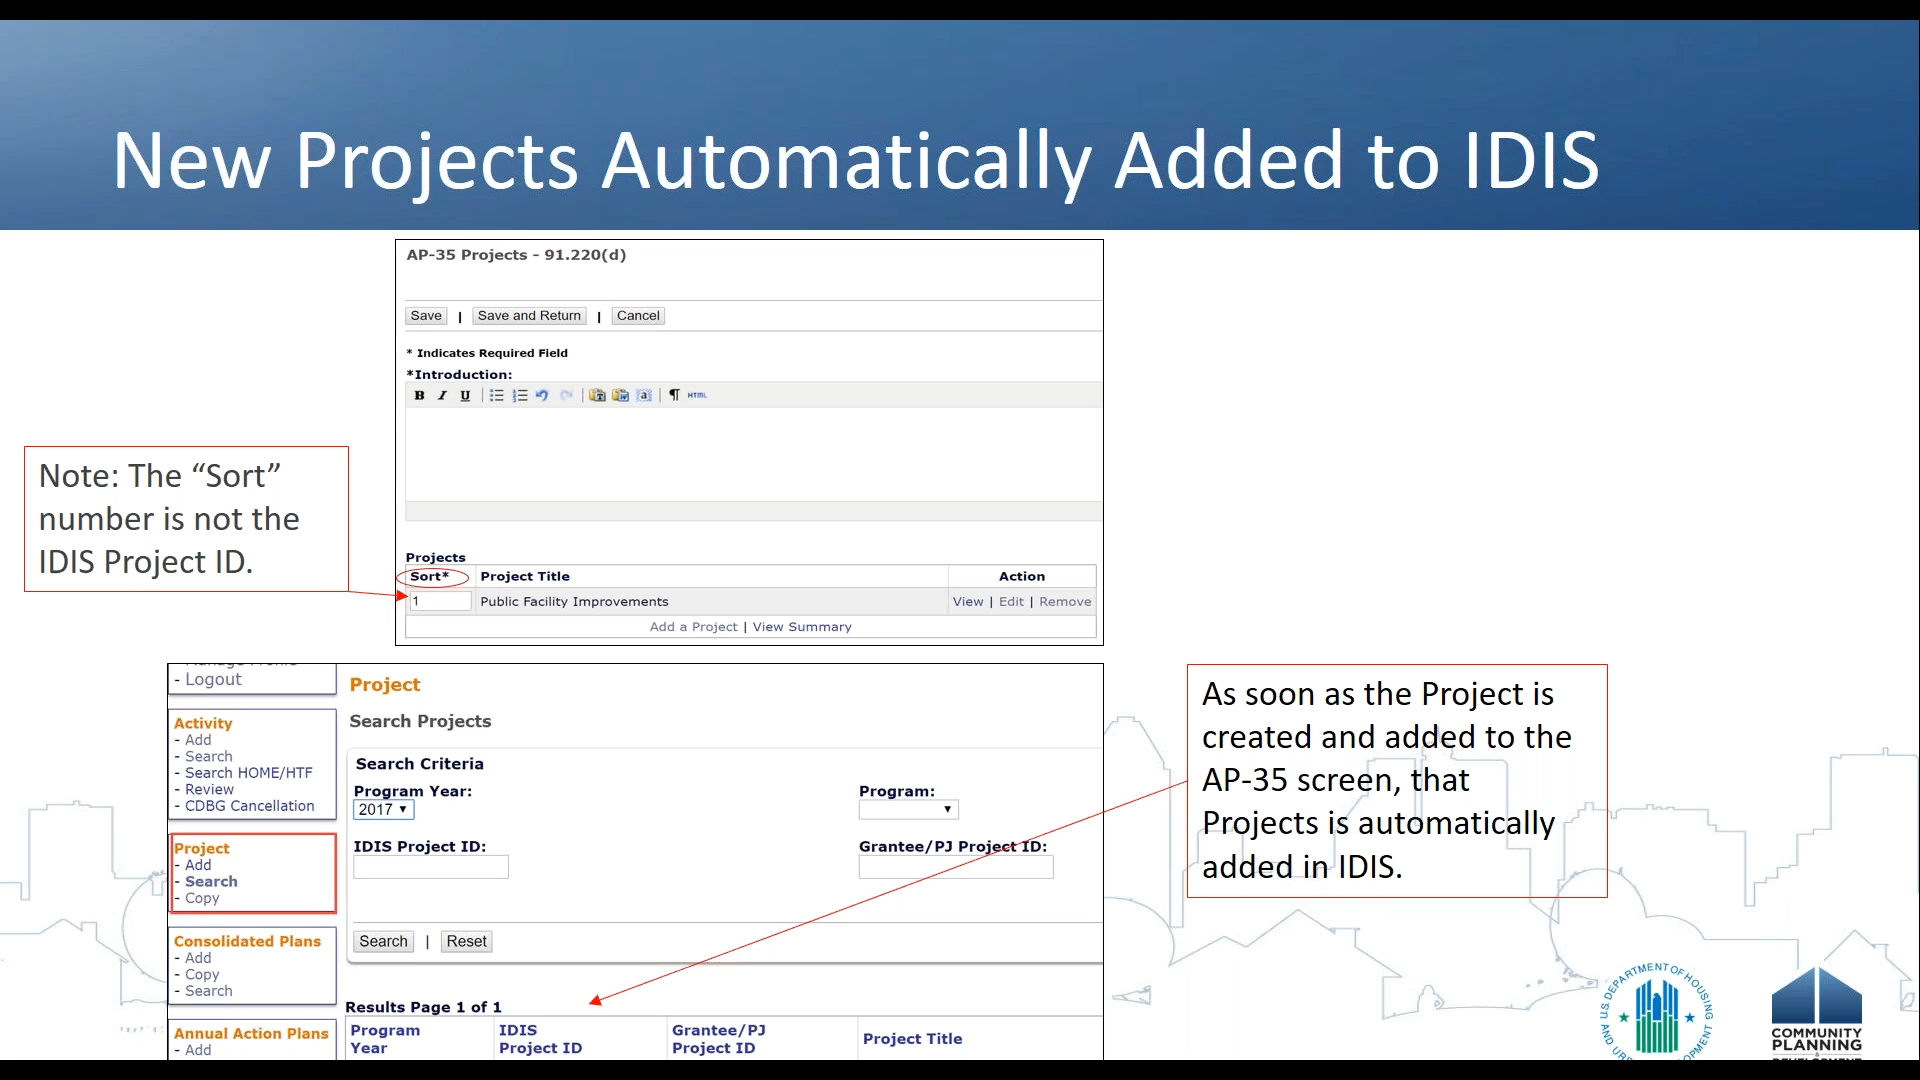 New Projects Automatically Added to IDIS
AP-35 Projects - 91.220(d)
Save | Save and Return | Cancel
* Indicates Required Field
*Introduction:
B I U HTML
Note: The “Sort”
number is not the
IDIS Project ID.
Projects
Sort* Project Title Action
1 Public Facility Improvements View | Edit | Remove
Add a Project | View Summary
- Logout
Activity
- Add
- Search
- Search HOME/HTF
- Review
- CDBG Cancellation
Project
- Add
- Search
- Copy
Consolidated Plans
- Add
- Copy
- Search
Annual Action Plans
- Add
Project
Search Projects
Search Criteria
Program Year: Program:
2017
IDIS Project ID: Grantee/PJ Project ID:
Search | Reset
Results Page 1 of 1
Program Year
IDIS Project ID
Grantee/PJ Project ID
Project Title
As soon as the Project is
created and added to the
AP-35 screen, that
Projects is automatically
added in IDIS.
U.S. DEPARTMENT OF HOUSING
COMMUNITY
PLANNING